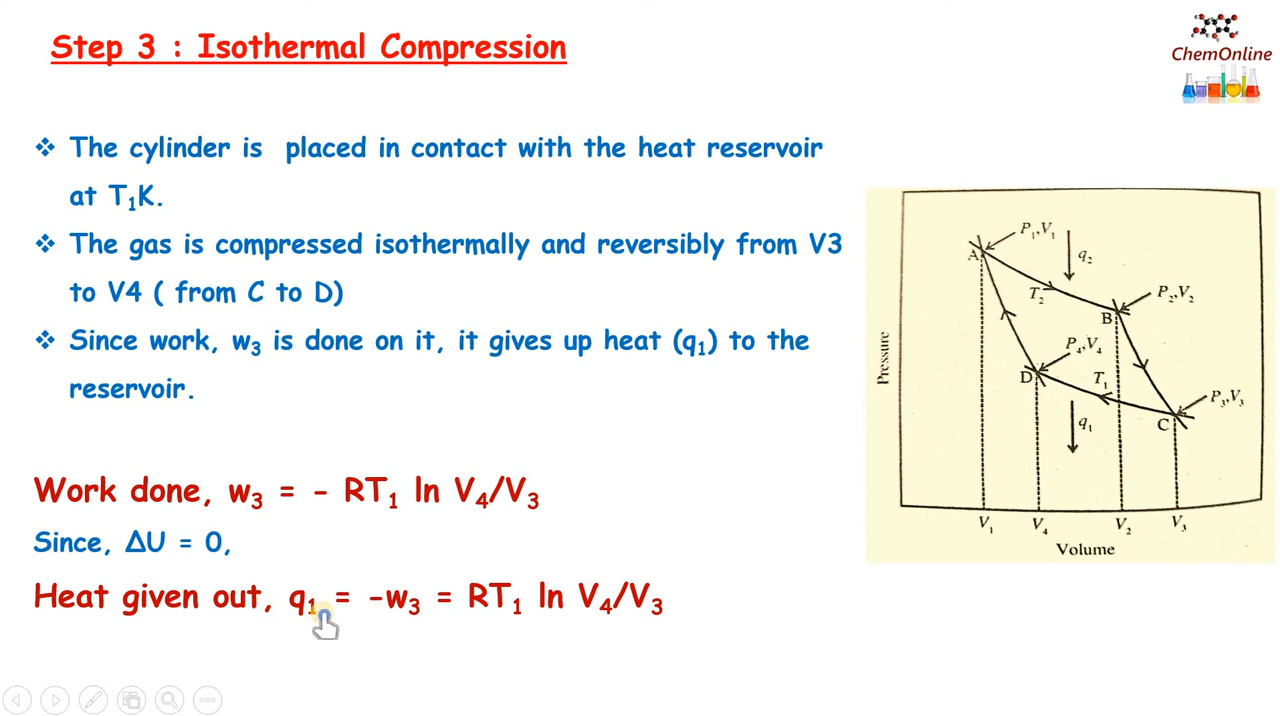 Step 3 : Isothermal Compression
ChemOnline
❖ The cylinder is placed in contact with the heat reservoir
at T₁K.
❖ The gas is compressed isothermally and reversibly from V3
to V4 ( from C to D)
❖ Since work, w₃ is done on it, it gives up heat (q₁) to the
reservoir.
Work done, w₃ = - RT₁ ln V₄/V₃
Since, ΔU = 0,
Heat given out, q₁ = -w₃ = RT₁ ln V₄/V₃
P₁,V₁
A
q₂
T₂
P₂,V₂
B
P₄,V₄
D
T₁
P₃,V₃
C
q₁
Pressure
V₁ V₄ V₂ V₃
Volume